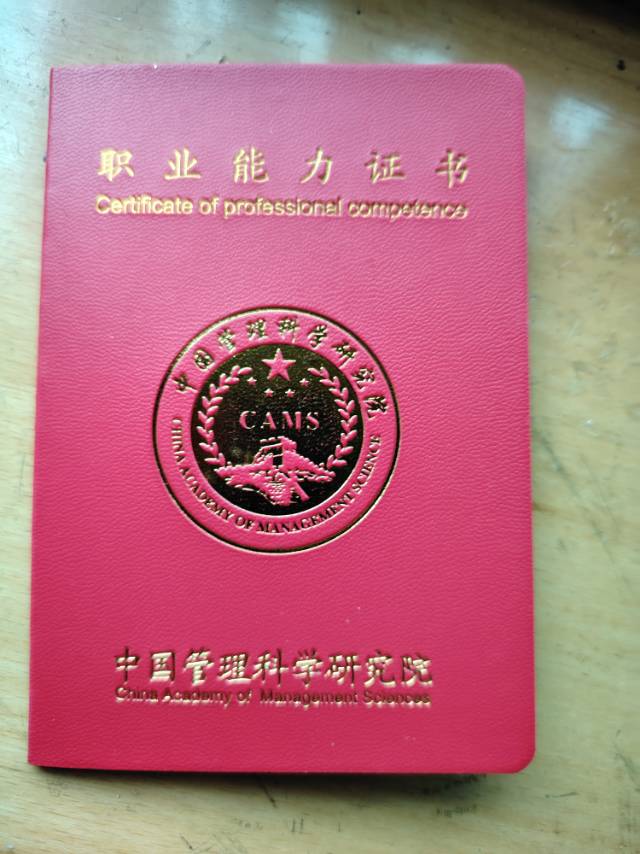 职业能力证书
Certificate of professional competence
中国管理科学研究院
CAMS
CHINA ACADEMY OF MANAGEMENT SCIENCE
中国管理科学研究院
China Academy of Management Sciences